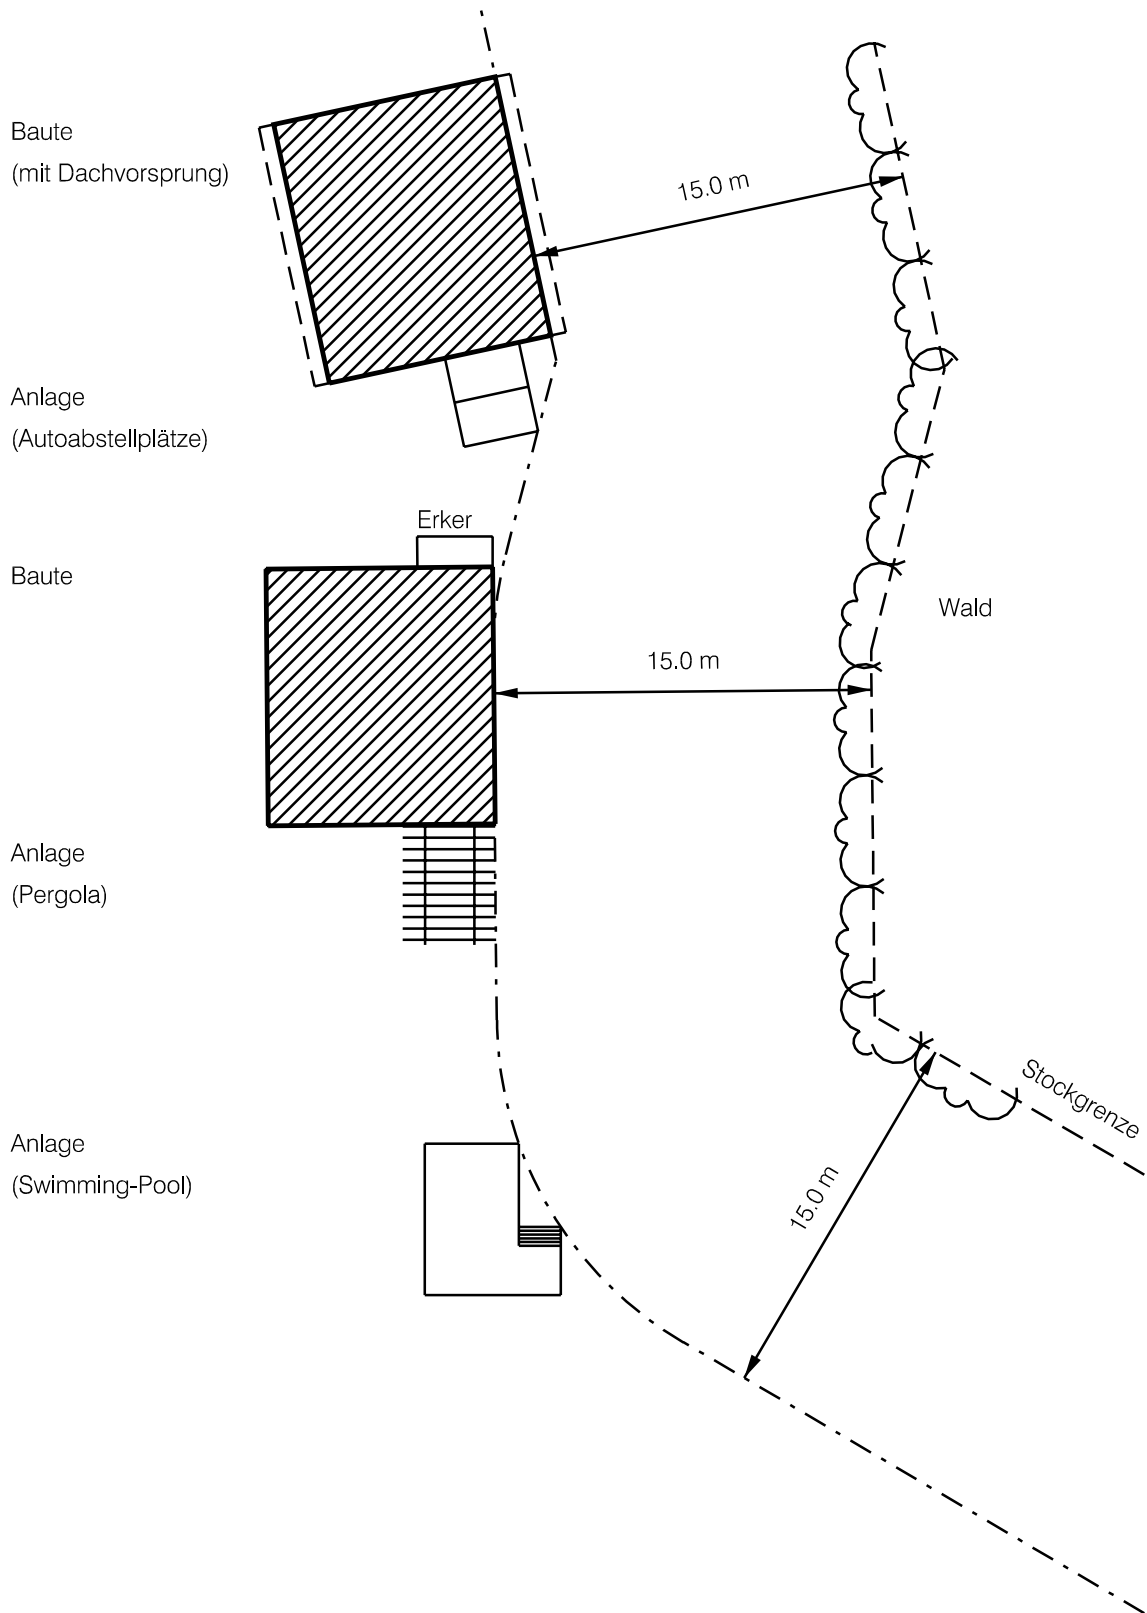 Baute
(mit Dachvorsprung)
15.0 m
Anlage
(Autoabstellplätze)
Erker
Baute
Wald
15.0 m
Anlage
(Pergola)
Stockgrenze
Anlage
(Swimming-Pool)
15.0 m